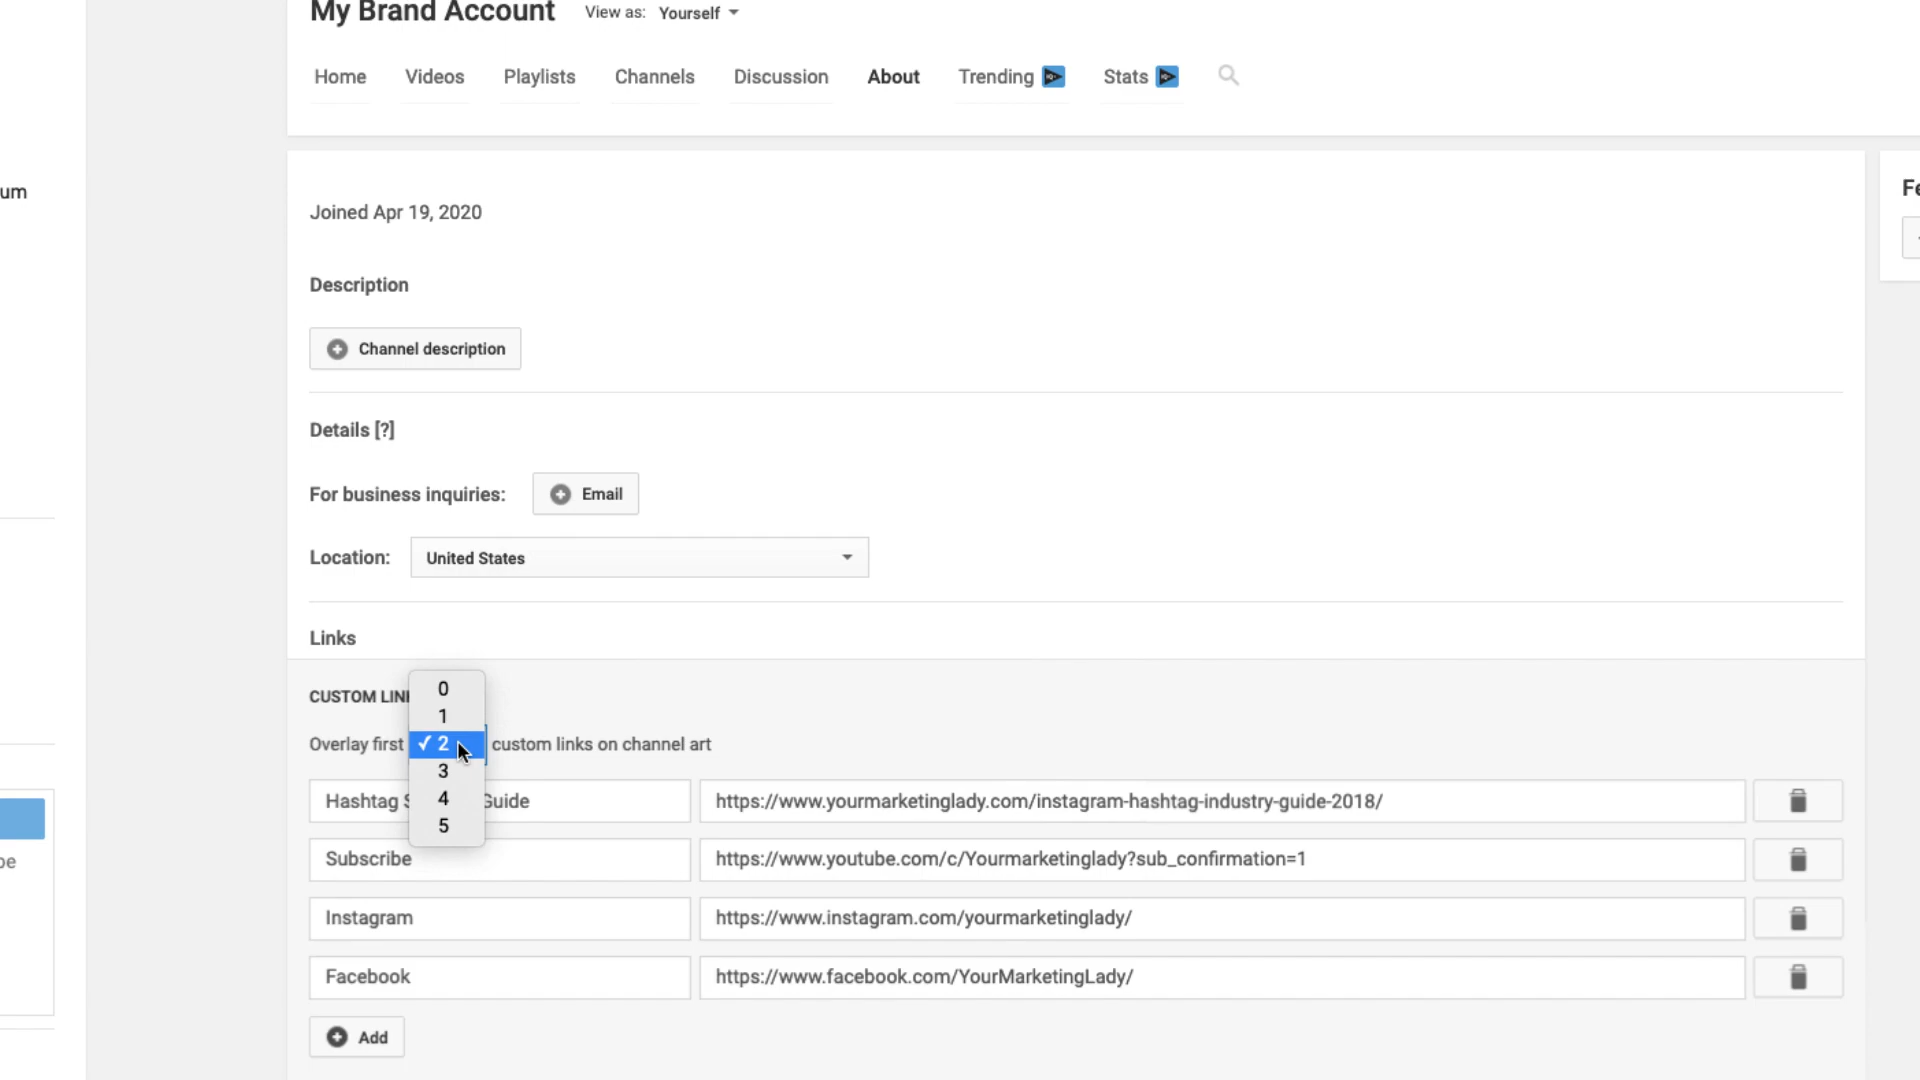 My Brand Account View as: Yourself
Home Videos Playlists Channels Discussion About Trending Stats
um
Fe
Joined Apr 19, 2020
Description
Channel description
Details [?]
For business inquiries: Email
Location: United States
Links
CUSTOM LIN
0
1
Overlay first ✓ 2 custom links on channel art
3
4
5
Hashtag S Guide https://www.yourmarketinglady.com/instagram-hashtag-industry-guide-2018/
Subscribe https://www.youtube.com/c/Yourmarketinglady?sub_confirmation=1
be
Instagram https://www.instagram.com/yourmarketinglady/
Facebook https://www.facebook.com/YourMarketingLady/
Add